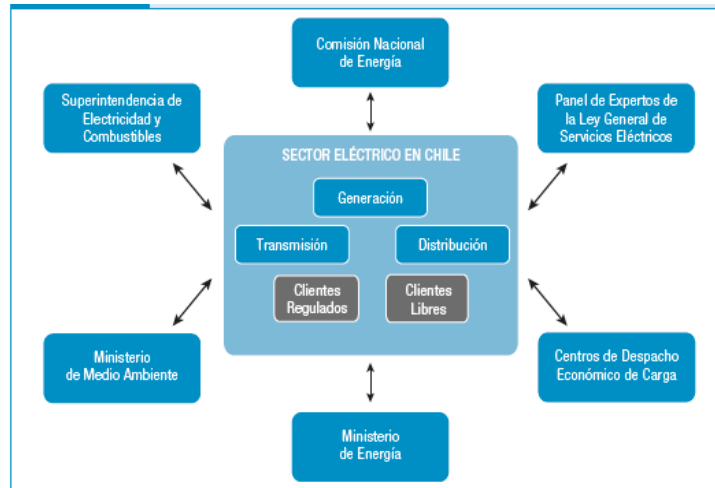 Comisión Nacional
de Energía
Superintendencia de
Electricidad y
Combustibles
Panel de Expertos de
la Ley General de
Servicios Eléctricos
SECTOR ELÉCTRICO EN CHILE
Generación
Transmisión
Distribución
Clientes
Regulados
Clientes
Libres
Ministerio
de Medio Ambiente
Centros de Despacho
Económico de Carga
Ministerio
de Energía